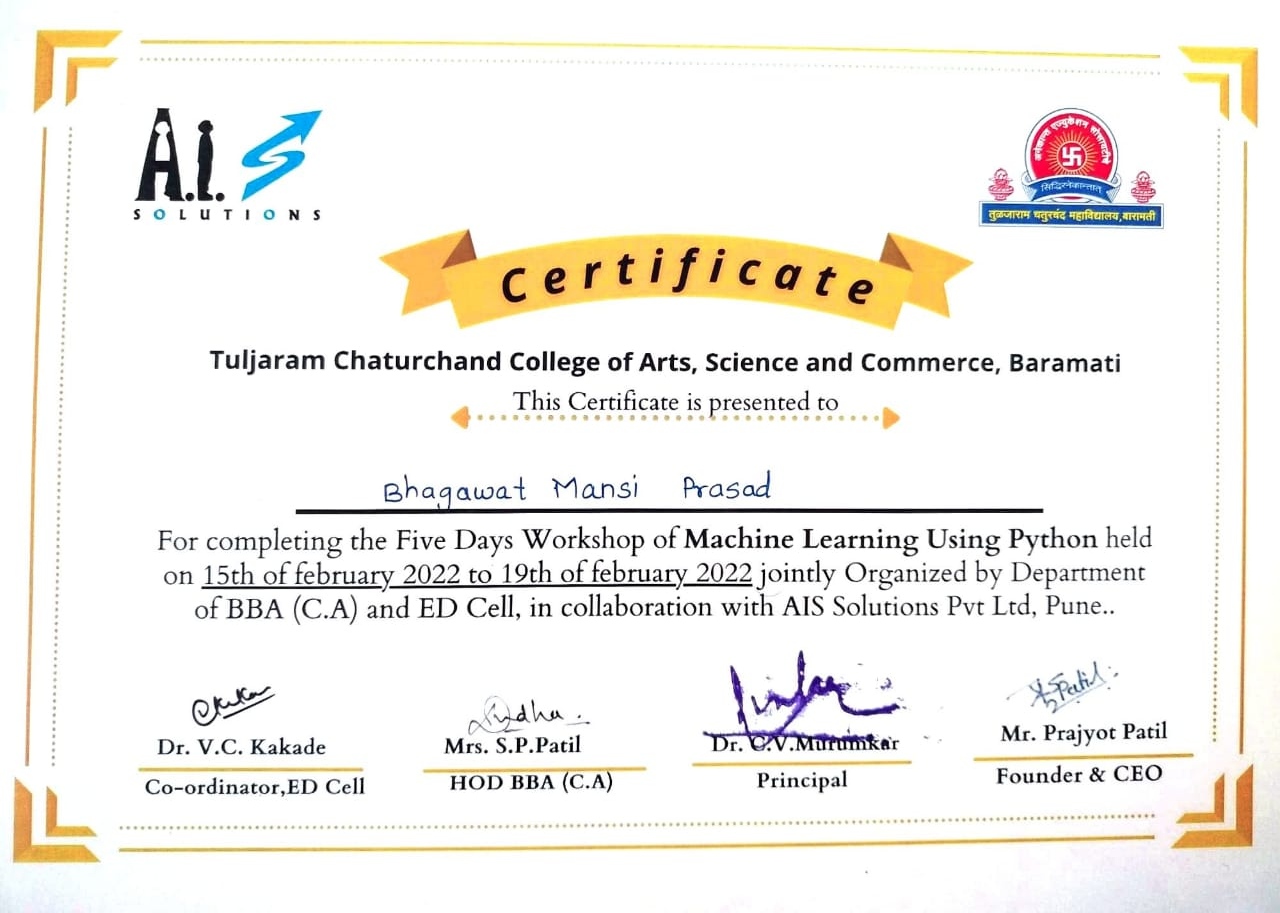 A.I.S
SOLUTIONS
सिद्धिरनेकान्तात्
तुळजाराम चतुरचंद महाविद्यालय,बारामती
Certificate
Tuljaram Chaturchand College of Arts, Science and Commerce, Baramati
This Certificate is presented to
Bhagawat Mansi Prasad
For completing the Five Days Workshop of Machine Learning Using Python held
on 15th of february 2022 to 19th of february 2022 jointly Organized by Department
of BBA (C.A) and ED Cell, in collaboration with AIS Solutions Pvt Ltd, Pune..
SPatil
Dr. V.C. Kakade
Mrs. S.P.Patil
Dr. C.V.Murumkar
Mr. Prajyot Patil
Co-ordinator,ED Cell
HOD BBA (C.A)
Principal
Founder & CEO